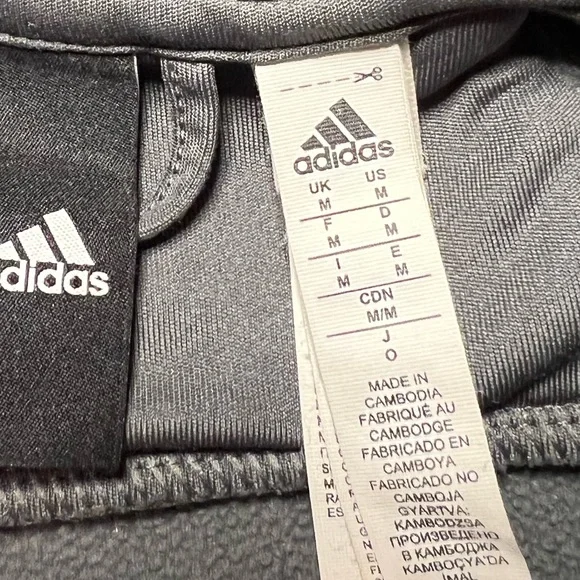 adidas
adidas
UK US
M M
F D
M M
I E
M M
CDN
M/M
J
O
MADE IN
CAMBODIA
FABRIQUÉ AU
CAMBODGE
FABRICADO EN
CAMBOYA
FABRICADO NO
CAMBOJA
GYÁRTVA:
KAMBODZSA
ПРОИЗВЕДЕНО
В КАМБОДЖА
KAMBOÇYA'DA